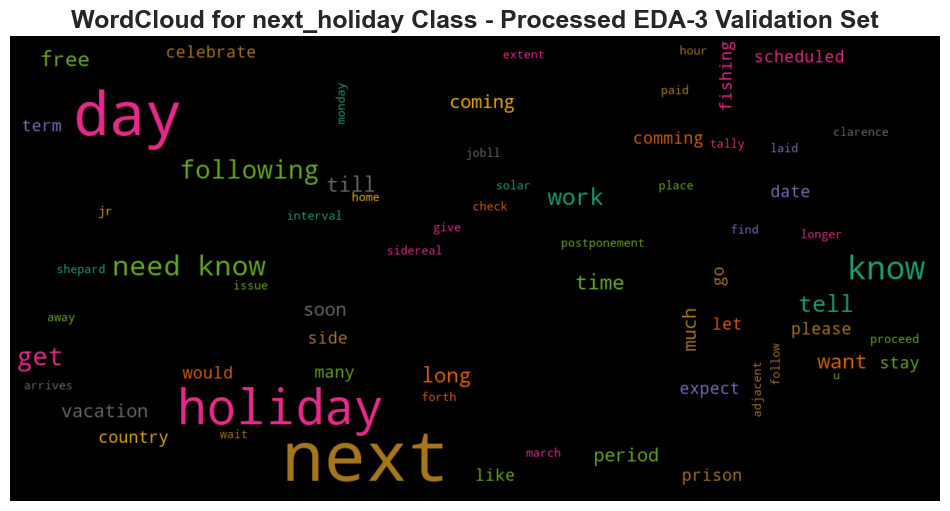 WordCloud for next_holiday Class - Processed EDA-3 Validation Set
free
celebrate
extent
hour
scheduled
fishing
day
term
monday
coming
paid
comming
tally
laid
clarence
following
till
home
jobll
solar
work
place
date
jr
interval
check
give
sidereal
postponement
find
longer
shepard
need know
issue
time
go
know
away
soon
side
much
let
tell
please
proceed
get
arrives
would
many
long
forth
expect
adjacent
follow
want
u
stay
vacation
holiday
country
wait
next
march
like
period
prison